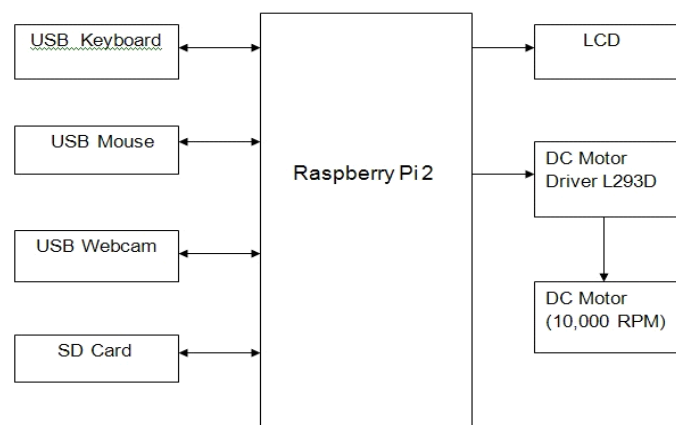 USB Keyboard
USB Mouse
USB Webcam
SD Card
Raspberry Pi 2
LCD
DC Motor
Driver L293D
DC Motor
(10,000 RPM)